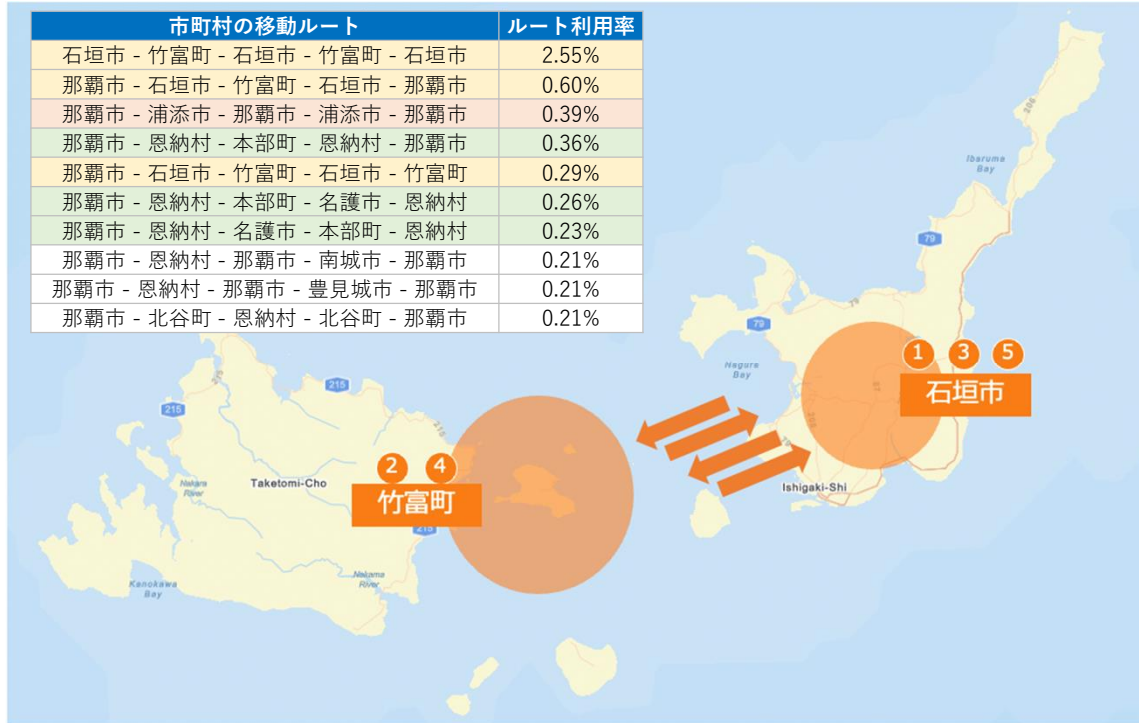 市町村の移動ルート ルート利用率
石垣市 - 竹富町 - 石垣市 - 竹富町 - 石垣市 2.55%
那覇市 - 石垣市 - 竹富町 - 石垣市 - 那覇市 0.60%
那覇市 - 浦添市 - 那覇市 - 浦添市 - 那覇市 0.39%
那覇市 - 恩納村 - 本部町 - 恩納村 - 那覇市 0.36%
那覇市 - 石垣市 - 竹富町 - 石垣市 - 竹富町 0.29%
那覇市 - 恩納村 - 本部町 - 名護市 - 恩納村 0.26%
那覇市 - 恩納村 - 名護市 - 本部町 - 恩納村 0.23%
那覇市 - 恩納村 - 那覇市 - 南城市 - 那覇市 0.21%
那覇市 - 恩納村 - 那覇市 - 豊見城市 - 那覇市 0.21%
那覇市 - 北谷町 - 恩納村 - 北谷町 - 那覇市 0.21%
206
Ibaruma
Bay
79
79
79
Nagura
Bay
1 3 5
石垣市
87
79
Ishigaki-Shi
215
215
215
2 4
竹富町
Taketomi-Cho
Nakara
River
215
Nakama
River
Kanokawa
Bay